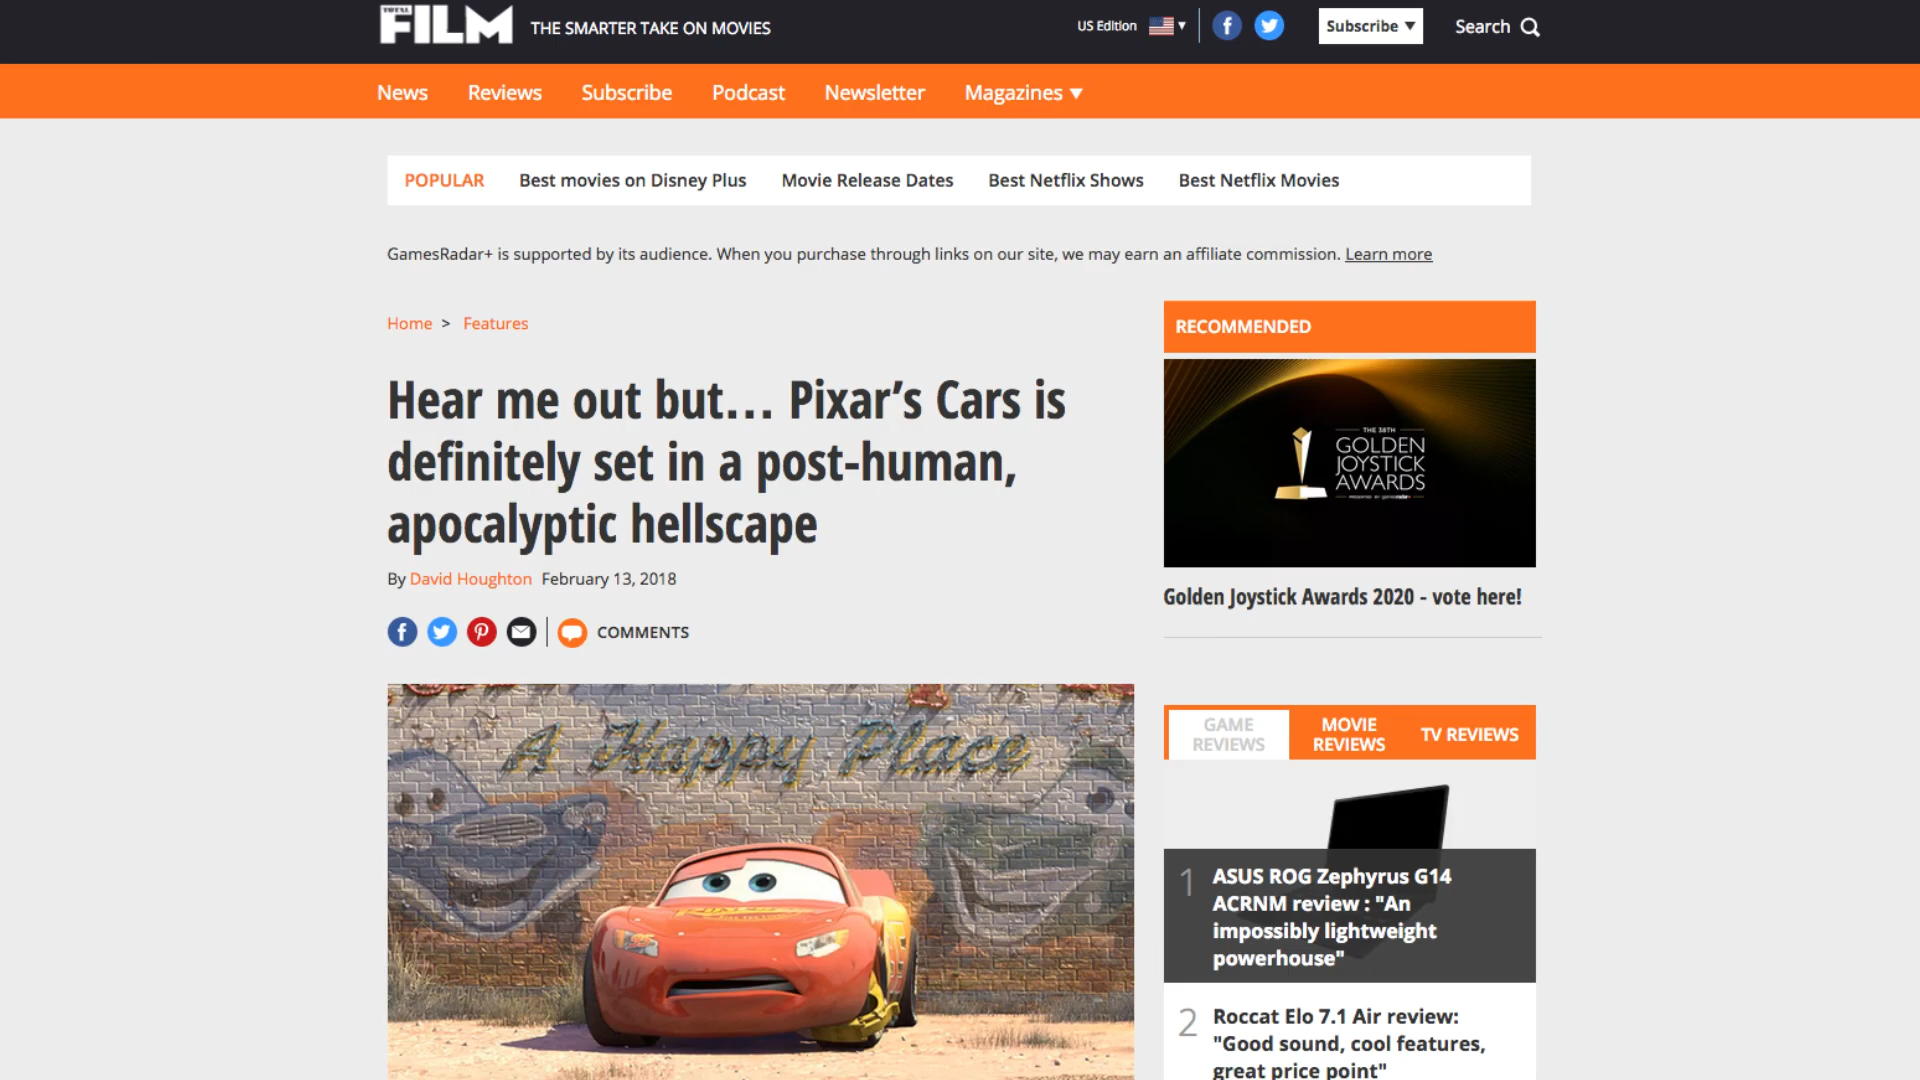 TOTAL FILM THE SMARTER TAKE ON MOVIES
US Edition
Subscribe
Search
News Reviews Subscribe Podcast Newsletter Magazines
POPULAR Best movies on Disney Plus Movie Release Dates Best Netflix Shows Best Netflix Movies
GamesRadar+ is supported by its audience. When you purchase through links on our site, we may earn an affiliate commission. Learn more
Home > Features
Hear me out but… Pixar’s Cars is
definitely set in a post-human,
apocalyptic hellscape
By David Houghton February 13, 2018
COMMENTS
A Happy Place
RECOMMENDED
THE 38TH
GOLDEN
JOYSTICK
AWARDS
PRESENTED BY gamesradar+
Golden Joystick Awards 2020 - vote here!
GAME
REVIEWS
MOVIE
REVIEWS
TV REVIEWS
1 ASUS ROG Zephyrus G14
ACRNM review : "An
impossibly lightweight
powerhouse"
2 Roccat Elo 7.1 Air review:
"Good sound, cool features,
great price point"